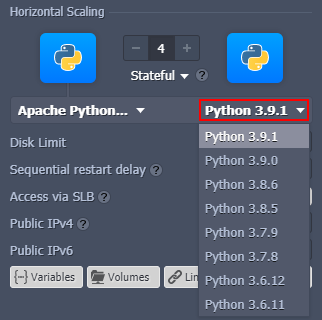 Horizontal Scaling
4
Stateful ?
Apache Python... Python 3.9.1
Disk Limit
Python 3.9.1
Sequential restart delay ?
Python 3.9.0
Access via SLB ?
Python 3.8.6
Public IPv4 ?
Python 3.8.5
Public IPv6
Python 3.7.9
Python 3.7.8
Variables Volumes Lin
Python 3.6.12
Python 3.6.11